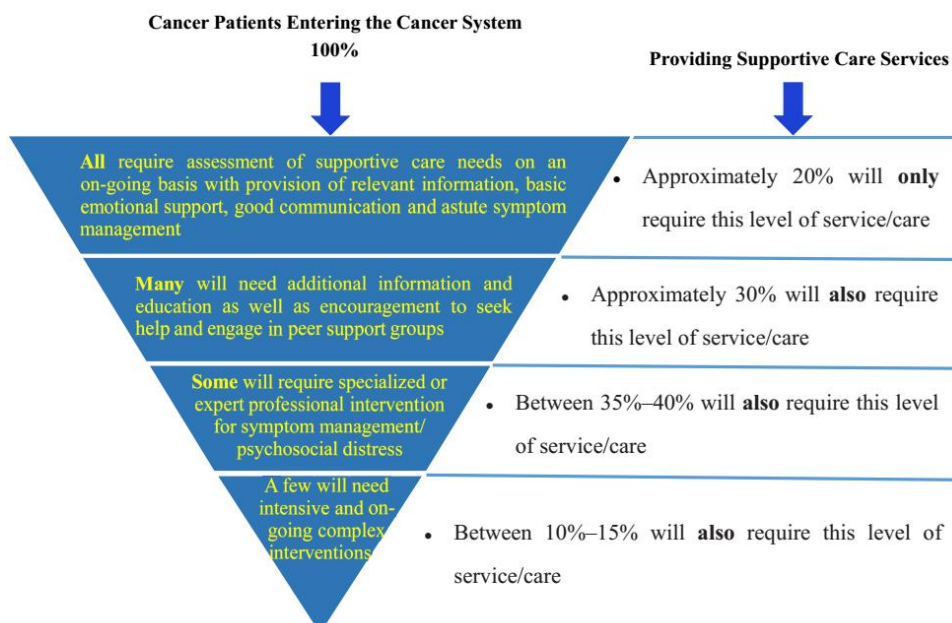 Cancer Patients Entering the Cancer System
100%
Providing Supportive Care Services
All require assessment of supportive care needs on an
on-going basis with provision of relevant information, basic
emotional support, good communication and astute symptom
management
• Approximately 20% will only
require this level of service/care
Many will need additional information and
education as well as encouragement to seek
help and engage in peer support groups
• Approximately 30% will also require
this level of service/care
Some will require specialized or
expert professional intervention
for symptom management/
psychosocial distress
• Between 35%–40% will also require this level
of service/care
A few will need
intensive and on-
going complex
interventions
• Between 10%–15% will also require this level of
service/care